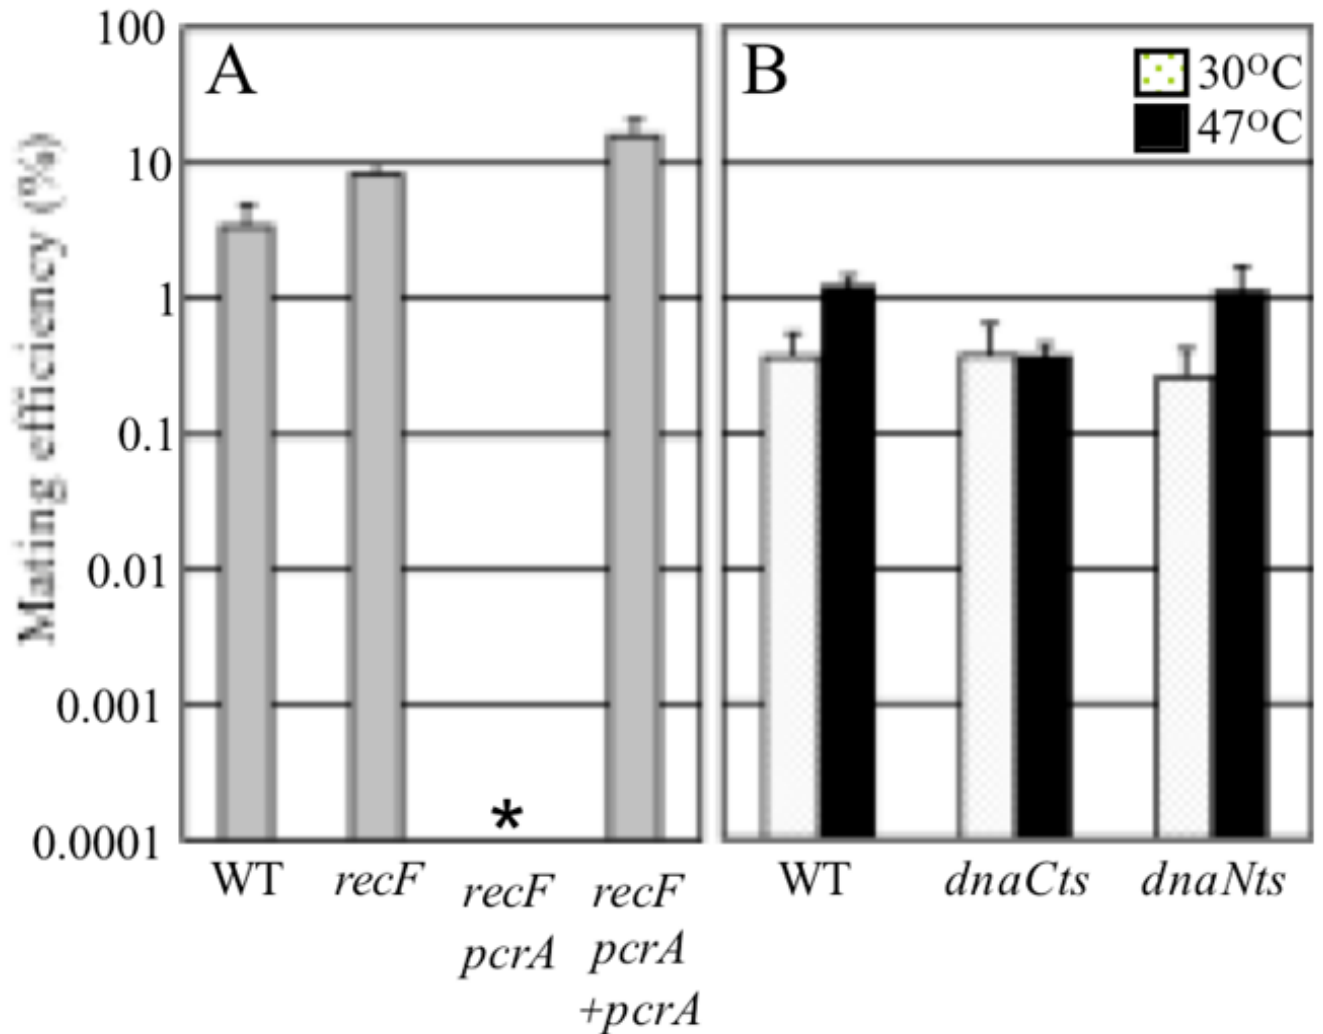 100
10
1
0.1
0.01
0.001
0.0001
Mating efficiency (%)
A
*
WT
recF
recF
pcrA
recF
pcrA
+pcrA
B
30°C
47°C
WT
dnaCts
dnaNts